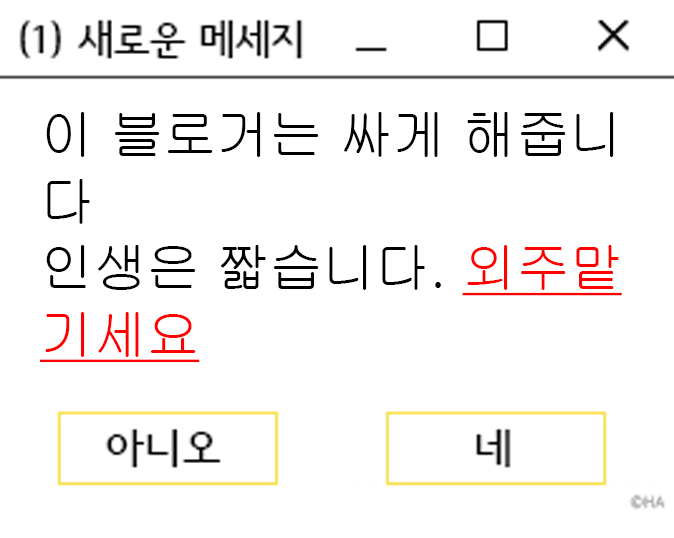 (1) 새로운 메세지
이 블로거는 싸게 해줍니
다
인생은 짧습니다. 외주맡
기세요
아니오 네
©HA